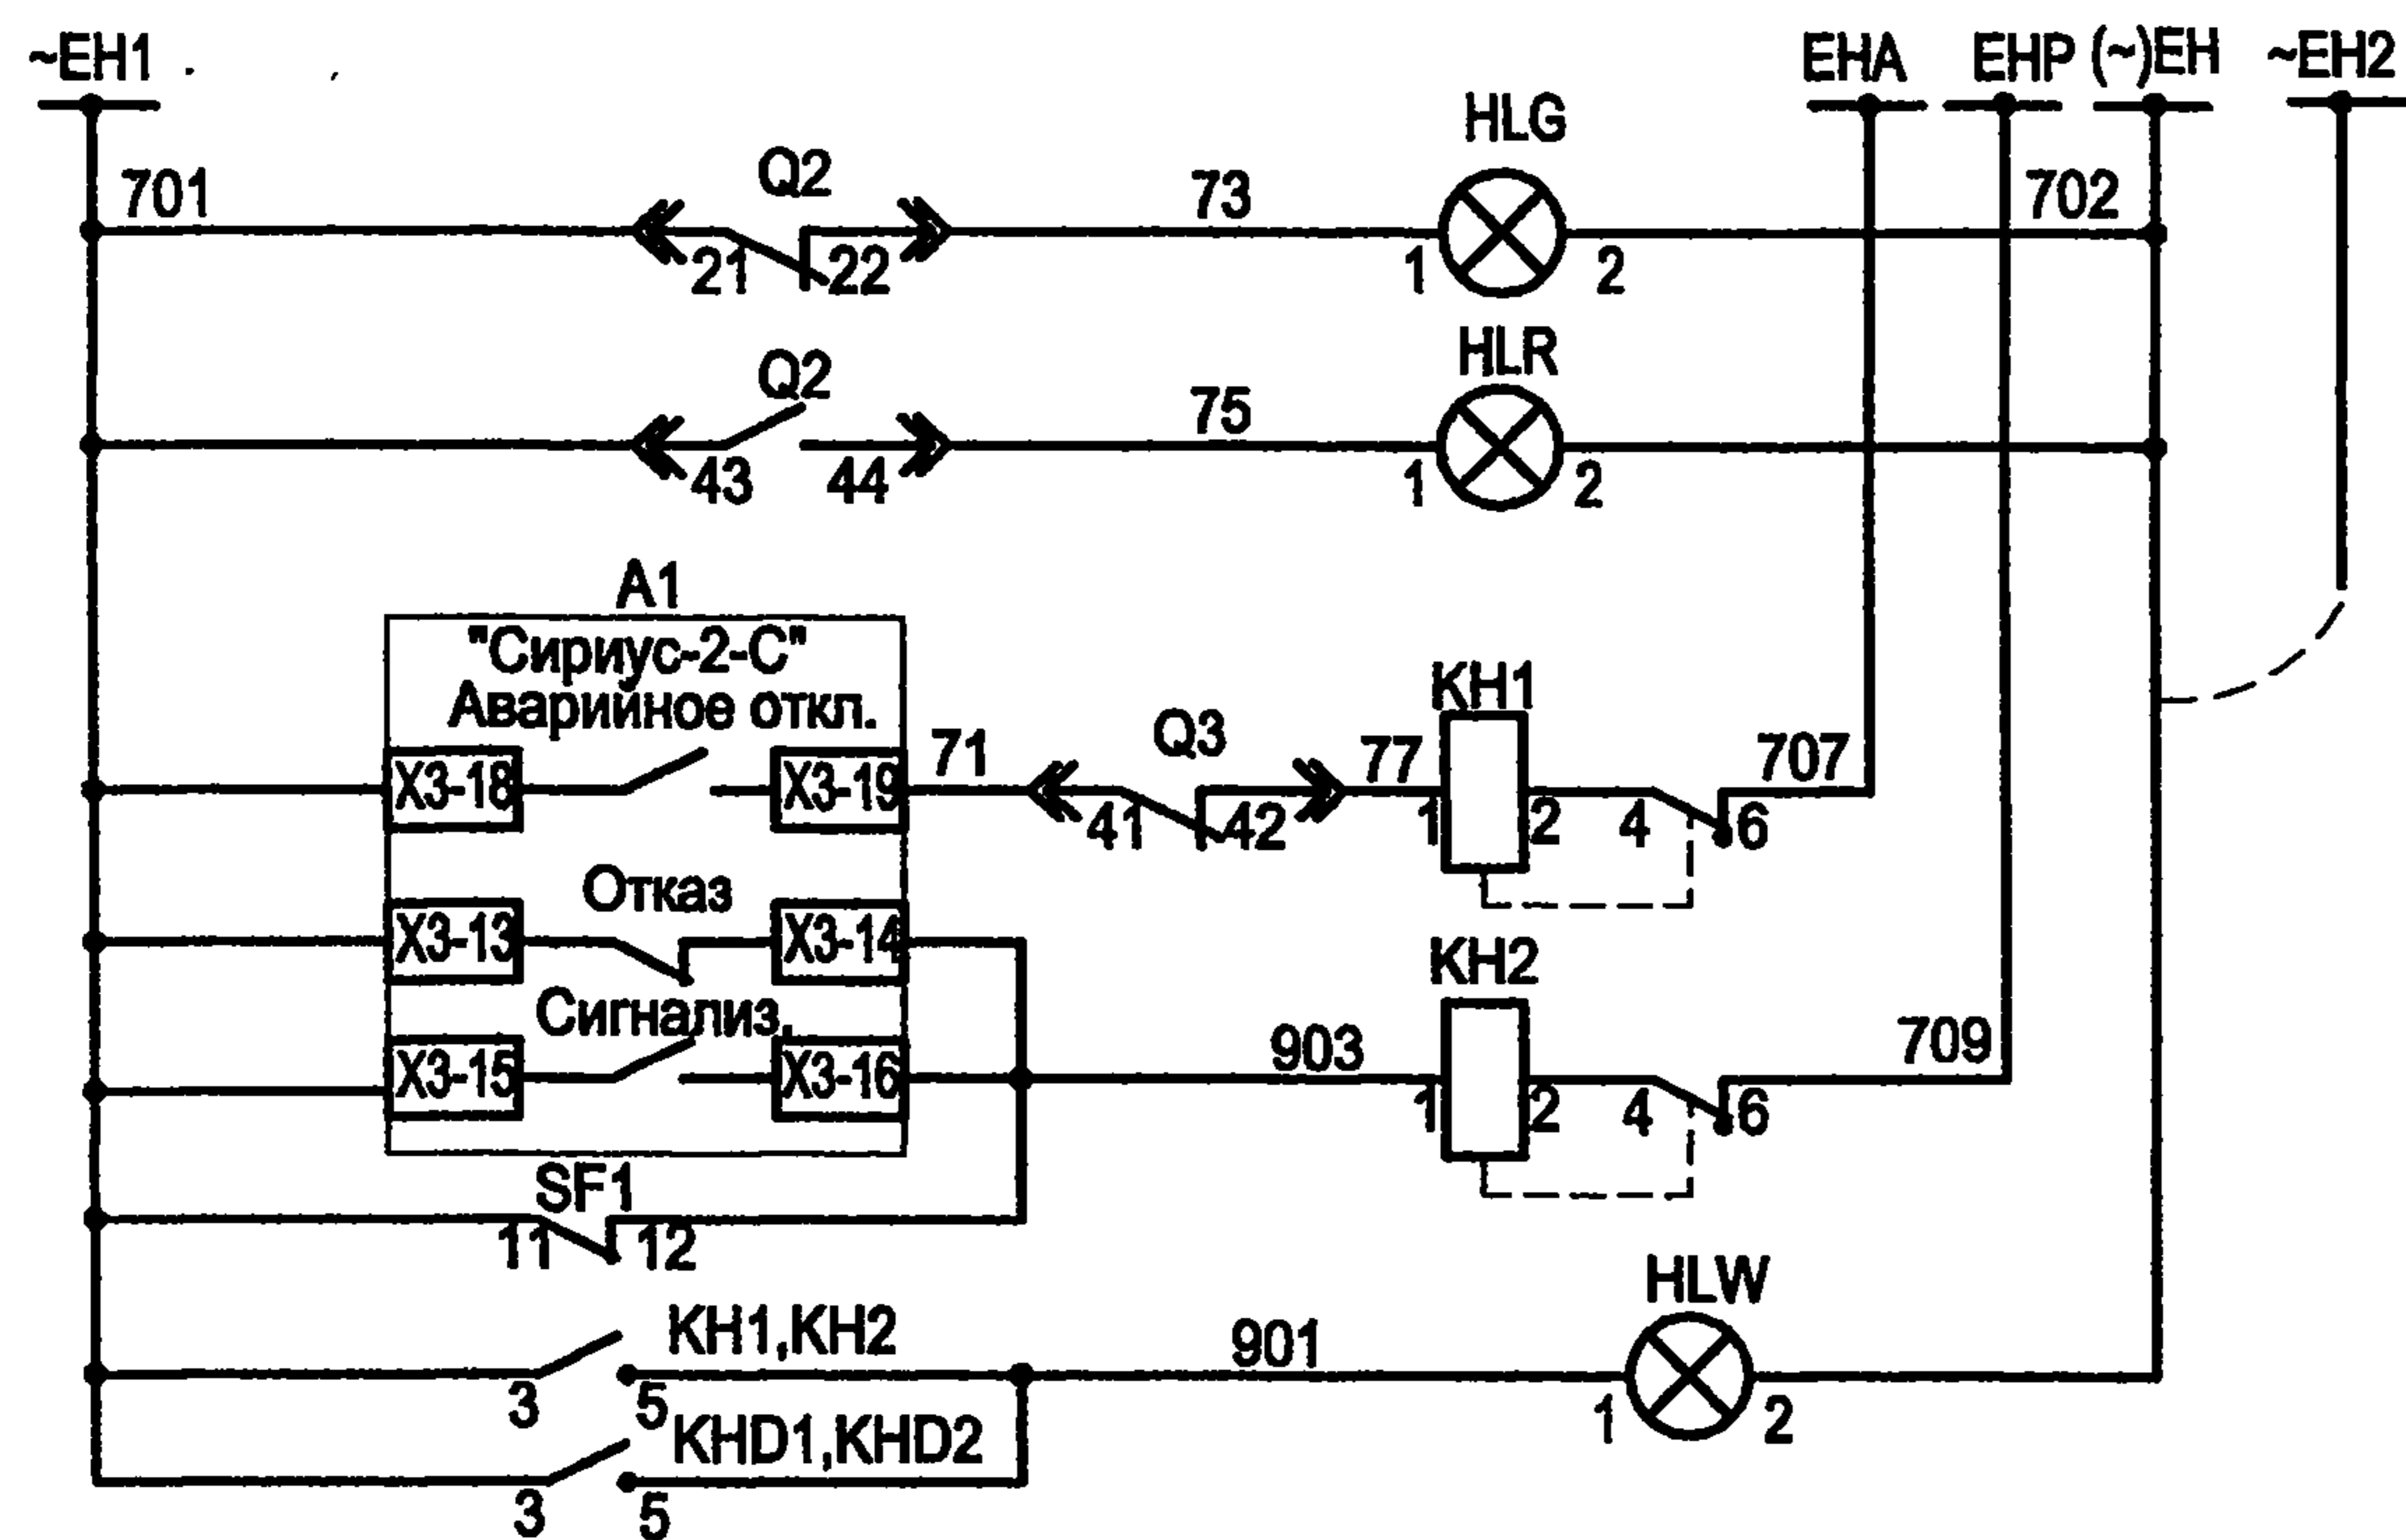 ~EH1 EHA EHP (~)EH ~EH2
HLG
701 Q2 73 702
21 22 1 2
HLR
Q2 75
43 44 1 2
A1
"Сириус-2-С"
Аварийное откл.
KH1
X3-18 X3-19 71 Q3 77 707
41 42 1 2 4 6
Отказ
X3-13 X3-14
KH2
Сигнализ.
X3-15 X3-16 903 709
1 2 4 6
SF1
11 12
HLW
KH1,KH2 901
3 5 1 2
KHD1,KHD2
3 5